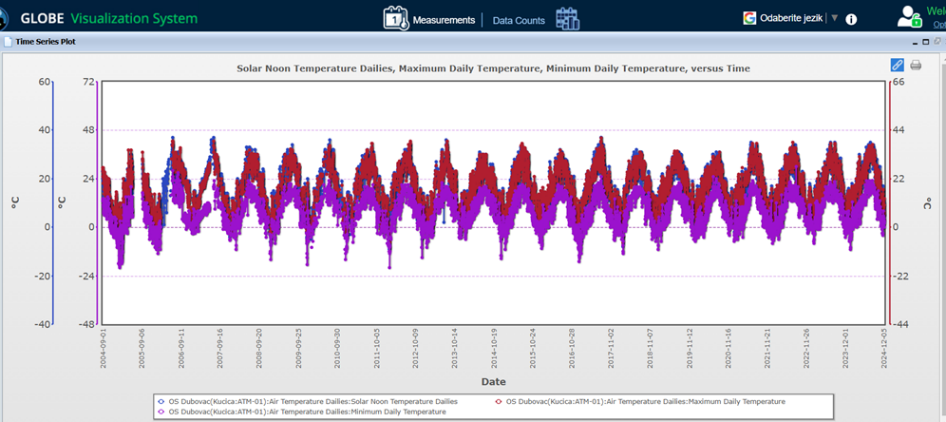 GLOBE Visualization System
1 Measurements | Data Counts
G Odaberite jezik | ▼
Wel
Opt
Time Series Plot
Solar Noon Temperature Dailies, Maximum Daily Temperature, Minimum Daily Temperature, versus Time
60 72 66
40 48 44
20 24 22
°C °C °C
0 0 0
-20 -24 -22
-40 -48 -44
2004-09-01 2005-09-06 2006-09-11 2007-09-16 2008-09-20 2009-09-25 2010-09-30 2011-10-05 2012-10-09 2013-10-14 2014-10-19 2015-10-24 2016-10-28 2017-11-02 2018-11-07 2019-11-12 2020-11-16 2021-11-21 2022-11-26 2023-12-01 2024-12-05
Date
OS Dubovac(Kucica:ATM-01):Air Temperature Dailies:Solar Noon Temperature Dailies OS Dubovac(Kucica:ATM-01):Air Temperature Dailies:Maximum Daily Temperature
OS Dubovac(Kucica:ATM-01):Air Temperature Dailies:Minimum Daily Temperature